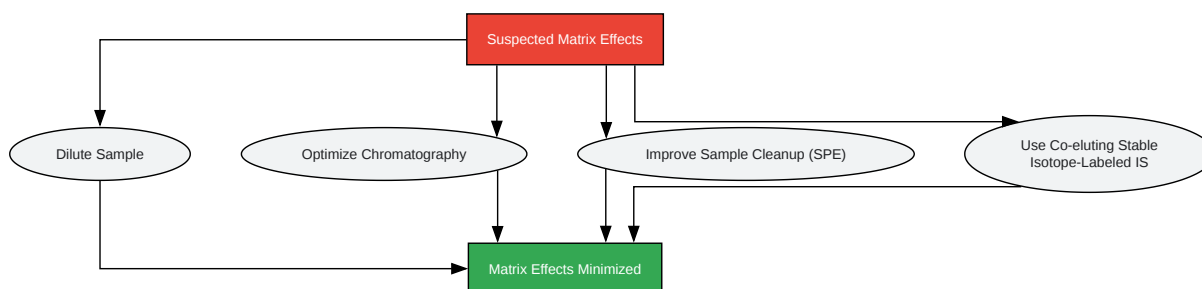 Suspected Matrix Effects
Dilute Sample
Optimize Chromatography
Improve Sample Cleanup (SPE)
Use Co-eluting Stable
Isotope-Labeled IS
Matrix Effects Minimized